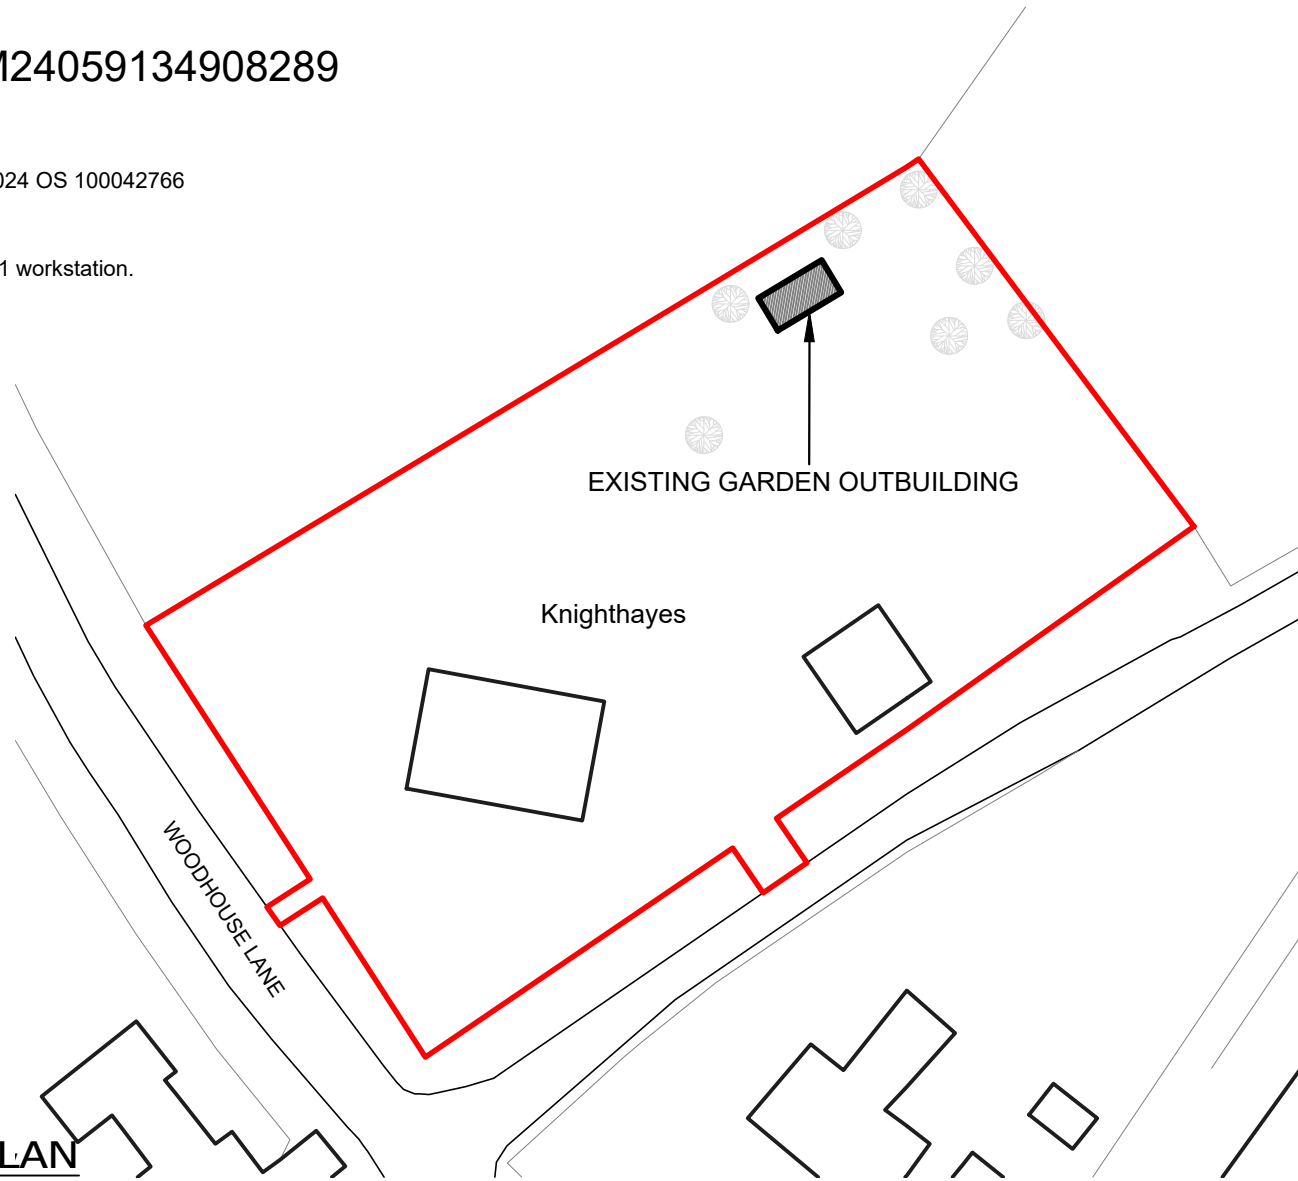 M24059134908289
024 OS 100042766
1 workstation.
EXISTING GARDEN OUTBUILDING
Knighthayes
WOODHOUSE LANE
LAN